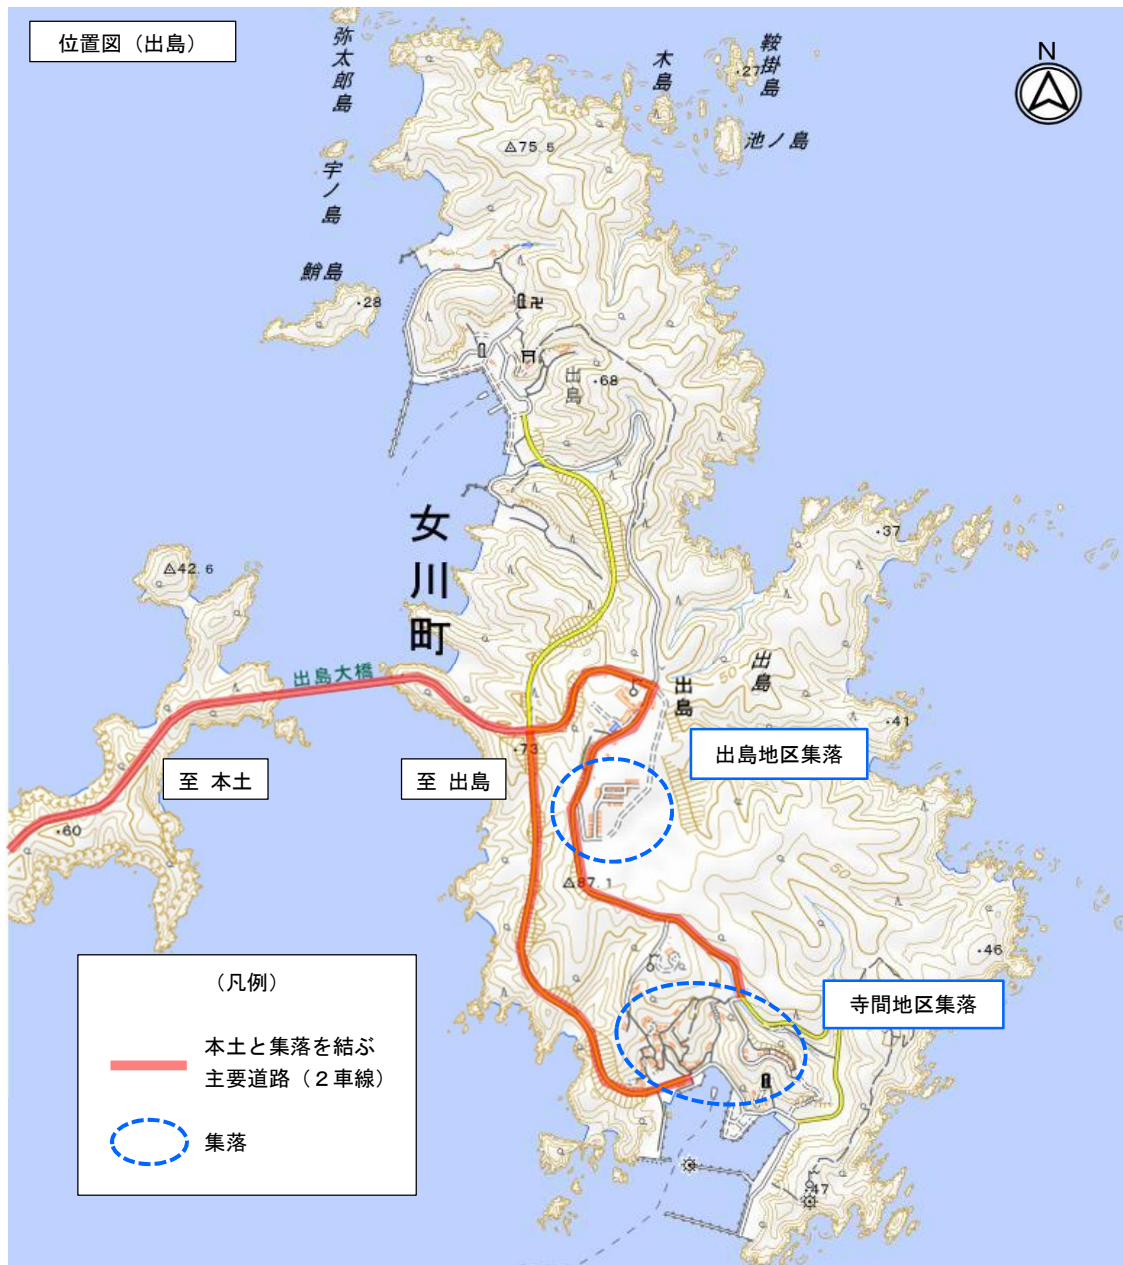 位置図（出島）
弥太郎島
木島
鞍掛島
27
N
75.5
池ノ島
宇ノ島
鮹島
28
出島
68
女川町
37
42.6
出島大橋
出島
出島
50
41
出島地区集落
73
至 本土
至 出島
60
87.1
50
46
（凡例）
本土と集落を結ぶ
主要道路（２車線）
集落
寺間地区集落
47